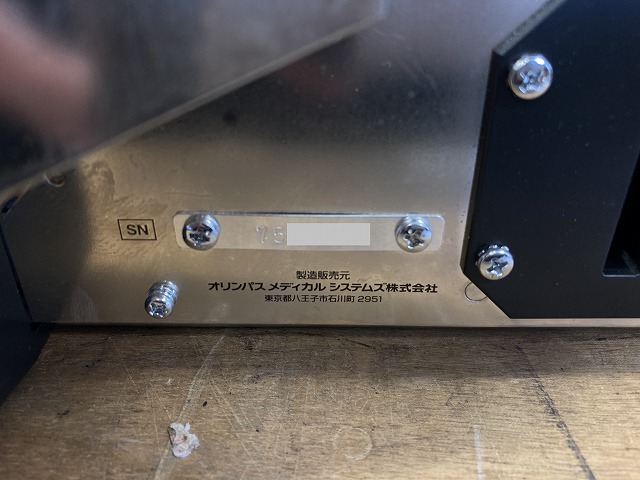 SN
75
製造販売元
オリンパス メディカル システムズ株式会社
東京都八王子市石川町 2951